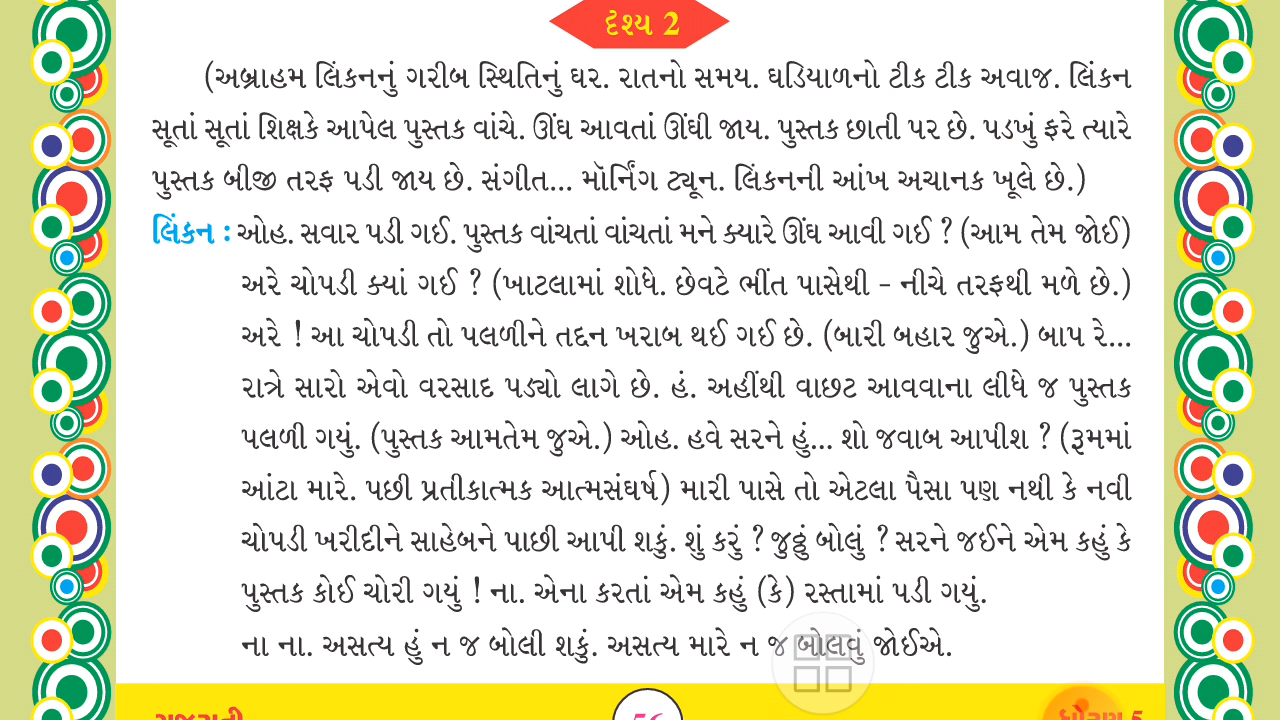 દૃશ્ય 2
(અબ્રાહમ લિંકનનું ગરીબ સ્થિતિનું ઘર. રાતનો સમય. ઘડિયાળનો ટીક ટીક અવાજ. લિંકન
સૂતાં સૂતાં શિક્ષકે આપેલ પુસ્તક વાંચે. ઊંઘ આવતાં ઊંઘી જાય. પુસ્તક છાતી પર છે. પડખું ફરે ત્યારે
પુસ્તક બીજી તરફ પડી જાય છે. સંગીત... મૉર્નિંગ ટ્યૂન. લિંકનની આંખ અચાનક ખૂલે છે.)
લિંકન : ઓહ. સવાર પડી ગઈ. પુસ્તક વાંચતાં વાંચતાં મને ક્યારે ઊંઘ આવી ગઈ ? (આમ તેમ જોઈ)
અરે ચોપડી ક્યાં ગઈ ? (ખાટલામાં શોધે. છેવટે ભીંત પાસેથી - નીચે તરફથી મળે છે.)
અરે ! આ ચોપડી તો પલળીને તદ્દન ખરાબ થઈ ગઈ છે. (બારી બહાર જુએ.) બાપ રે...
રાત્રે સારો એવો વરસાદ પડ્યો લાગે છે. હં. અહીંથી વાછટ આવવાના લીધે જ પુસ્તક
પલળી ગયું. (પુસ્તક આમતેમ જુએ.) ઓહ. હવે સરને હું... શો જવાબ આપીશ ? (રૂમમાં
આંટા મારે. પછી પ્રતીકાત્મક આત્મસંઘર્ષ) મારી પાસે તો એટલા પૈસા પણ નથી કે નવી
ચોપડી ખરીદીને સાહેબને પાછી આપી શકું. શું કરું ? જુઠ્ઠું બોલું ? સરને જઈને એમ કહું કે
પુસ્તક કોઈ ચોરી ગયું ! ના. એના કરતાં એમ કહું (કે) રસ્તામાં પડી ગયું.
ના ના. અસત્ય હું ન જ બોલી શકું. અસત્ય મારે ન જ બોલવું જોઈએ.
ગુજરાતી 56 ધોરણ 5